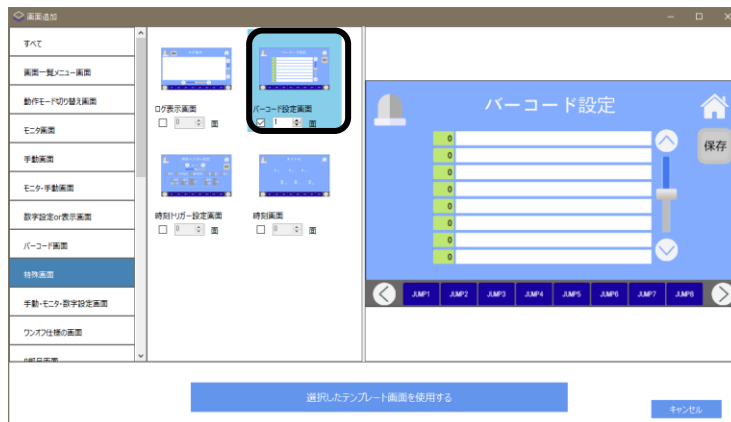 画面追加
すべて
画面一覧メニュー画面
動作モード切り替え画面
モニタ画面
手動画面
モニタ・手動画面
数字設定or表示画面
バーコード画面
特殊画面
手動・モニタ・数字設定画面
ワンオフ仕様の画面
ログ表示画面
0 面
バーコード設定画面
1 面
時刻トリガー設定画面
0 面
時刻画面
0 面
バーコード設定
保存
0
0
0
0
0
0
0
0
JUMP1 JUMP2 JUMP3 JUMP4 JUMP5 JUMP6 JUMP7 JUMP8
選択したテンプレート画面を使用する
キャンセル